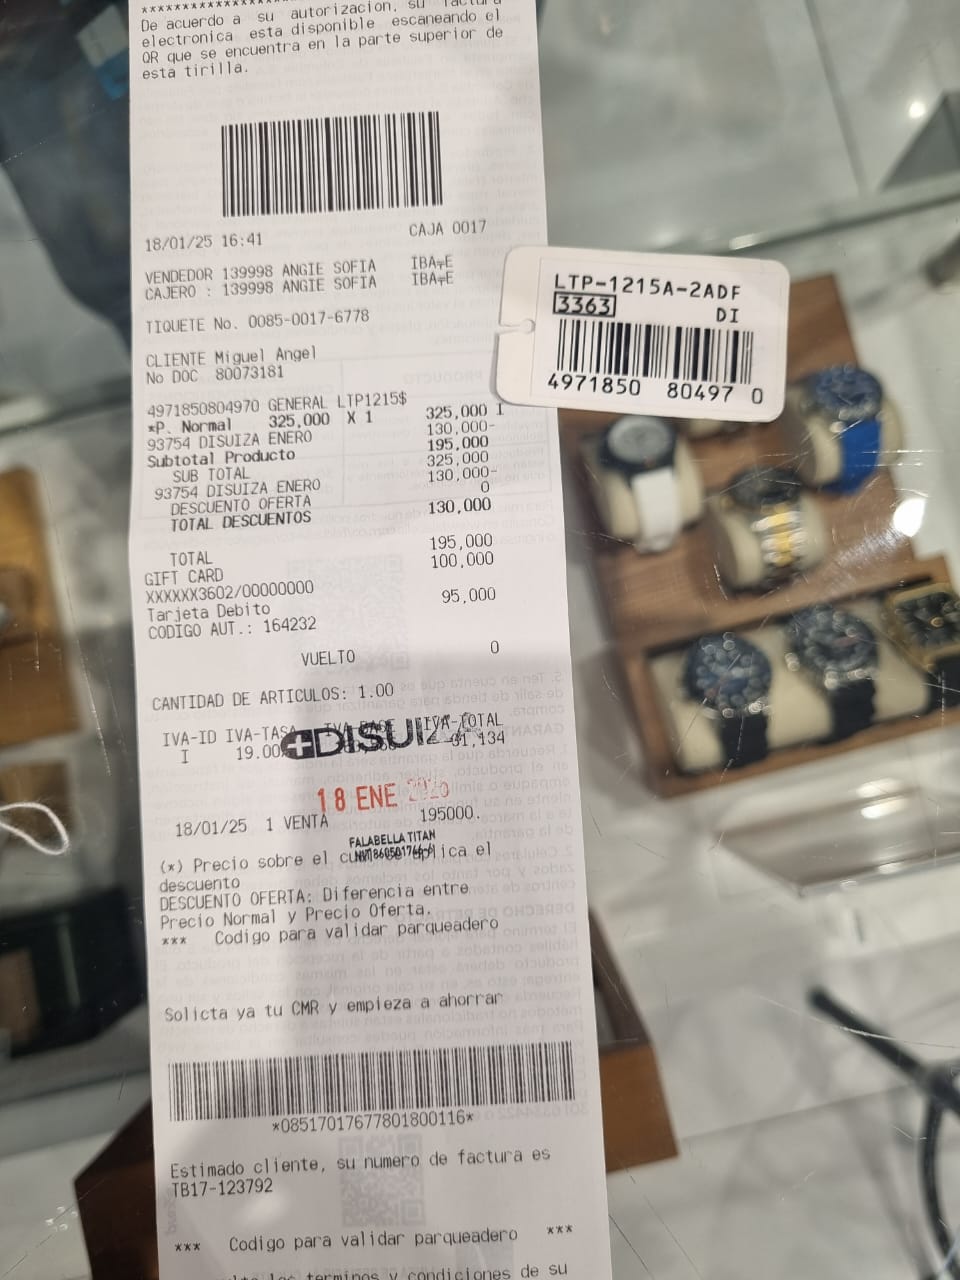 De acuerdo a su autorizacion, su factura
electronica esta disponible escaneando el
QR que se encuentra en la parte superior de
esta tirilla.
18/01/25 16:41 CAJA 0017
VENDEDOR 139998 ANGIE SOFIA
CAJERO : 139998 ANGIE SOFIA
TIQUETE No. 0085-0017-6778
CLIENTE Miguel Angel
No DOC 80073181
4971850804970 GENERAL LTP1215$
*P. Normal 325,000 X 1 325,000 I
93754 DISUIZA ENERO 130,000-
Subtotal Producto 195,000
SUB TOTAL 325,000
93754 DISUIZA ENERO 130,000-
DESCUENTO OFERTA 0
TOTAL DESCUENTOS 130,000
TOTAL 195,000
GIFT CARD 100,000
XXXXXX3602/00000000
Tarjeta Debito 95,000
CODIGO AUT.: 164232
VUELTO 0
CANTIDAD DE ARTICULOS: 1.00
IVA-ID IVA-TASA IVA-TOTAL
I 19.00 31,134
DISUIZA
18 ENE
18/01/25 1 VENTA 195000.
FALABELLA TITAN
(*) Precio sobre el
descuento
DESCUENTO OFERTA: Diferencia entre
Precio Normal y Precio Oferta.
*** Codigo para validar parqueadero
Solicta ya tu CMR y empieza a ahorrar
*08517017677801800116*
Estimado cliente, su numero de factura es
TB17-123792
*** Codigo para validar parqueadero ***
los terminos y condiciones de su
LTP-1215A-2ADF
3363 DI
4971850 80497 0